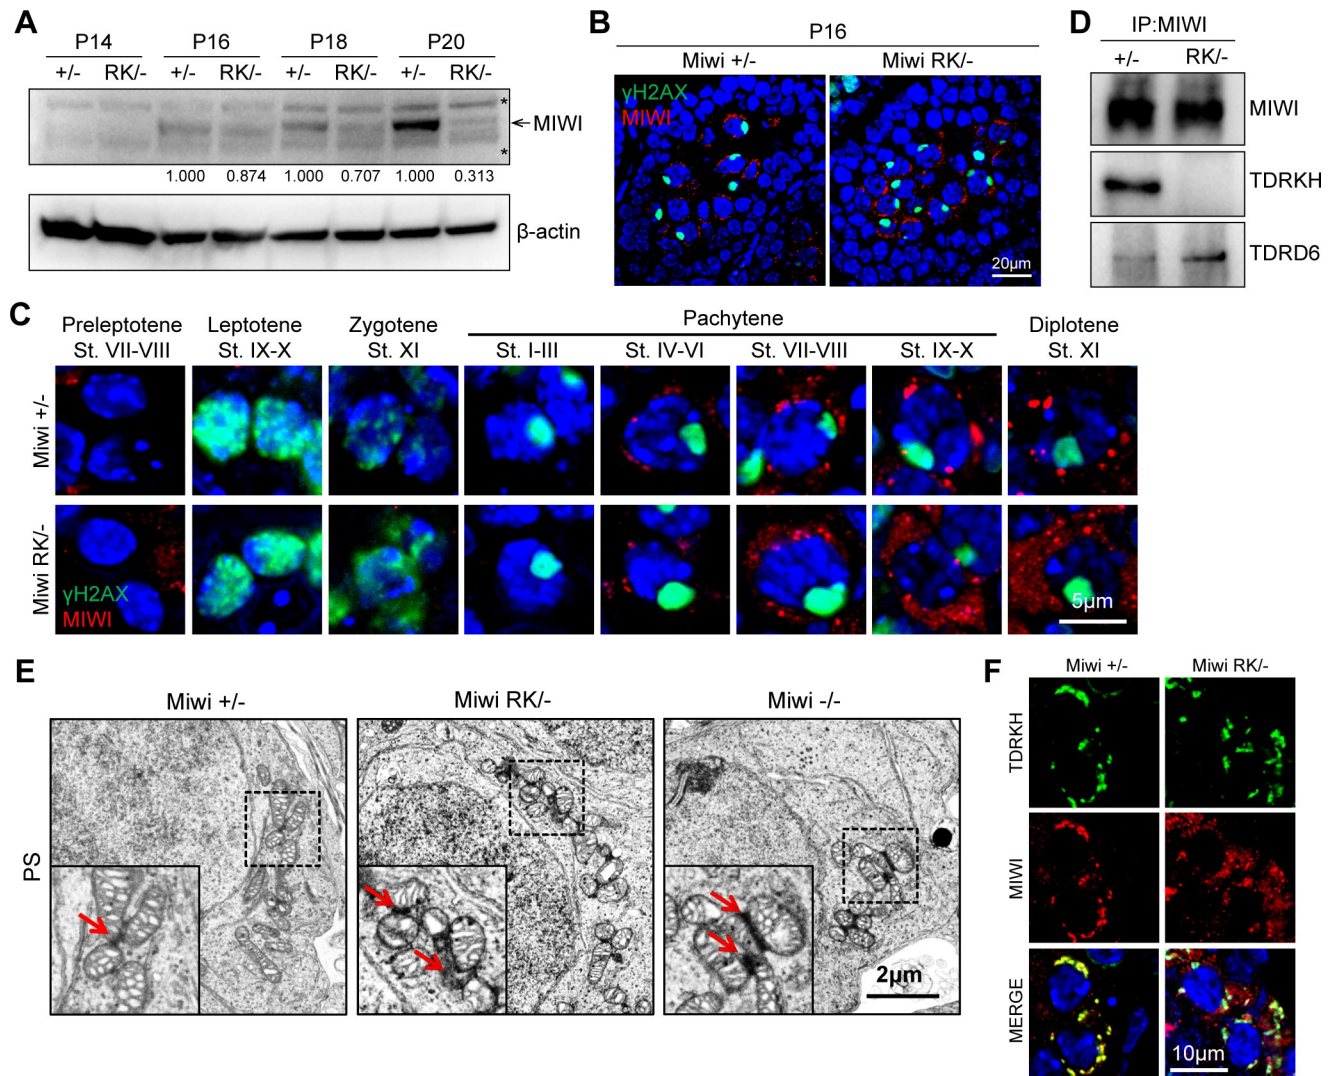 A
P14 P16 P18 P20
+/- RK/- +/- RK/- +/- RK/- +/- RK/-
*
MIWI
*
1.000 0.874 1.000 0.707 1.000 0.313
β-actin
B
P16
Miwi +/- Miwi RK/-
γH2AX
MIWI
20μm
D
IP:MIWI
+/- RK/-
MIWI
TDRKH
TDRD6
C
Preleptotene Leptotene Zygotene Pachytene Diplotene
St. VII-VIII St. IX-X St. XI St. I-III St. IV-VI St. VII-VIII St. IX-X St. XI
Miwi +/-
Miwi RK/-
γH2AX
MIWI
5μm
E
Miwi +/- Miwi RK/- Miwi -/-
PS
2μm
F
Miwi +/- Miwi RK/-
TDRKH
MIWI
MERGE
10μm